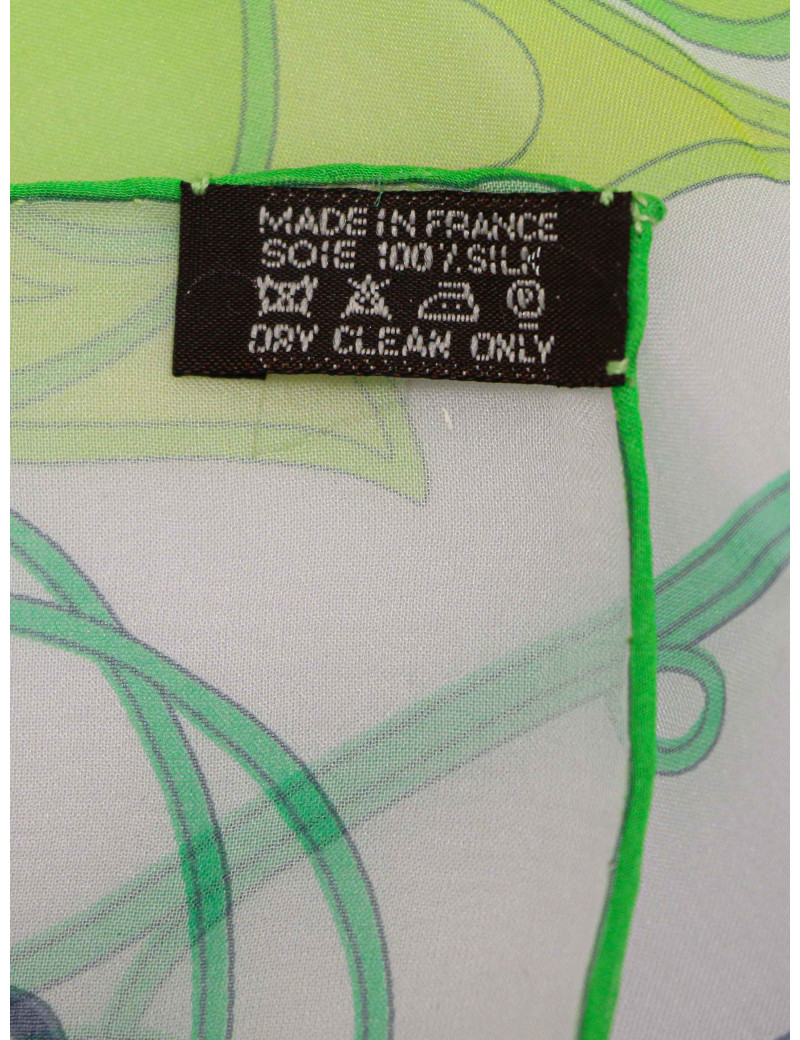 MADE IN FRANCE
SOIE 100% SILK
P
DRY CLEAN ONLY